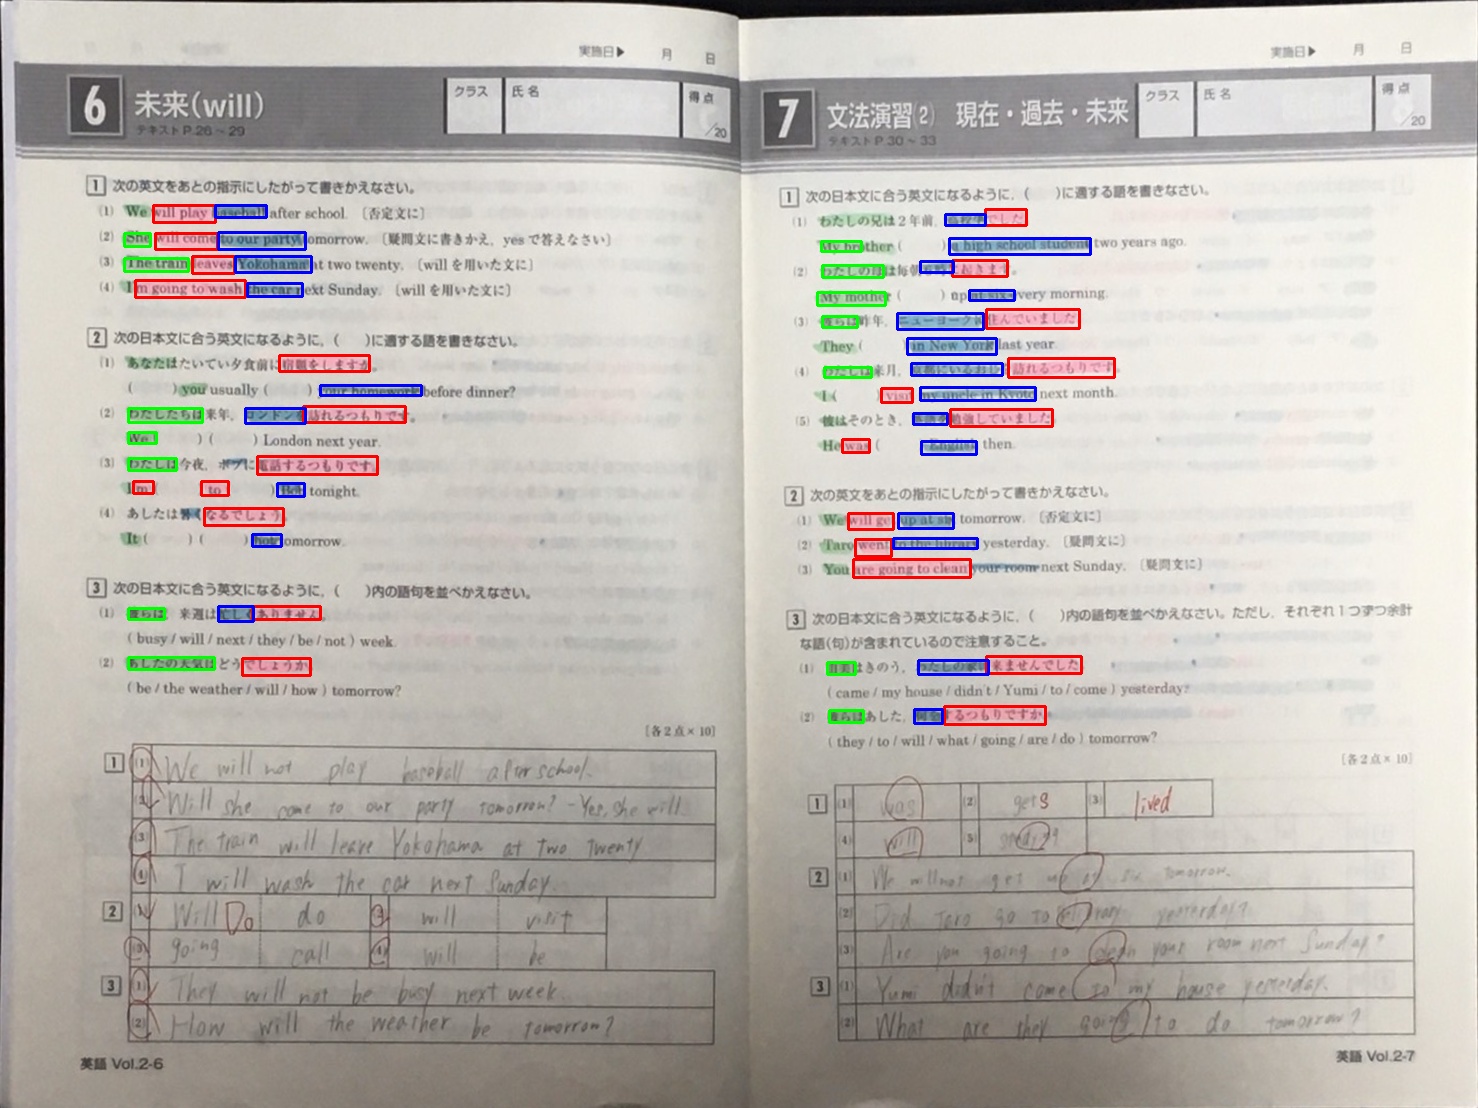 実施日▶ 月 日
6 未来(will)
テキストP.26～29
クラス 氏名 得点 /20
1 次の英文をあとの指示にしたがって書きかえなさい。
(1) We will play baseball after school. 〔否定文に〕
(2) She will come to our party tomorrow. 〔疑問文に書きかえ，yesで答えなさい〕
(3) The train leaves Yokohama at two twenty. 〔willを用いた文に〕
(4) I'm going to wash the car next Sunday. 〔willを用いた文に〕
2 次の日本文に合う英文になるように，( )に適する語を書きなさい。
(1) あなたはたいてい夕食前に宿題をしますか。
( ) you usually ( ) your homework before dinner?
(2) わたしたちは来年，ロンドンを訪れるつもりです。
We ( ) ( ) London next year.
(3) わたしは今夜，ボブに電話するつもりです。
I'm ( ) to ( ) Bob tonight.
(4) あしたは暑くなるでしょう。
It ( ) ( ) hot tomorrow.
3 次の日本文に合う英文になるように，( )内の語句を並べかえなさい。
(1) 彼らは 来週は忙しくありません。
( busy / will / next / they / be / not ) week.
(2) あしたの天気はどうでしょうか。
( be / the weather / will / how ) tomorrow?
[各2点×10]
1 (1) We will not play baseball after school.
(2) Will she come to our party tomorrow? - Yes, she will
(3) The train will leave Yokohama at two twenty
(4) I will wash the car next Sunday.
2 (1) Will Do do (2) will visit
(3) going call (4) will be
3 (1) They will not be busy next week.
(2) How will the weather be tomorrow?
英語 Vol.2-6
実施日▶ 月 日
7 文法演習(2) 現在・過去・未来
テキストP.30～33
クラス 氏名 得点 /20
1 次の日本文に合う英文になるように，( )に適する語を書きなさい。
(1) わたしの兄は2年前，高校生でした。
My brother ( ) a high school student two years ago.
(2) わたしの母は毎朝6時に起きます。
My mother ( ) up at six every morning.
(3) 彼らは昨年，ニューヨークに住んでいました。
They ( ) in New York last year.
(4) わたしは来月，京都にいるおじを訪れるつもりです。
I ( ) visit my uncle in Kyoto next month.
(5) 彼はそのとき，英語を勉強していました。
He was ( ) English then.
2 次の英文をあとの指示にしたがって書きかえなさい。
(1) We will get up at six tomorrow. 〔否定文に〕
(2) Taro went to the library yesterday. 〔疑問文に〕
(3) You are going to clean your room next Sunday. 〔疑問文に〕
3 次の日本文に合う英文になるように，( )内の語句を並べかえなさい。ただし，それぞれ1つずつ余計
な語(句)が含まれているので注意すること。
(1) 由美はきのう，わたしの家に来ませんでした。
( came / my house / didn't / Yumi / to / come ) yesterday.
(2) 彼らはあした，何をするつもりですか。
( they / to / will / what / going / are / do ) tomorrow?
[各2点×10]
1 (1) was (2) gets (3) lived
(4) will (5)
2 (1) We will not get up at six tomorrow.
(2) Did Taro go to yesterday?
(3) Are you going to clean your room next Sunday?
3 (1) Yumi didn't come to my house yesterday.
(2) What are they going to do tomorrow?
英語 Vol.2-7